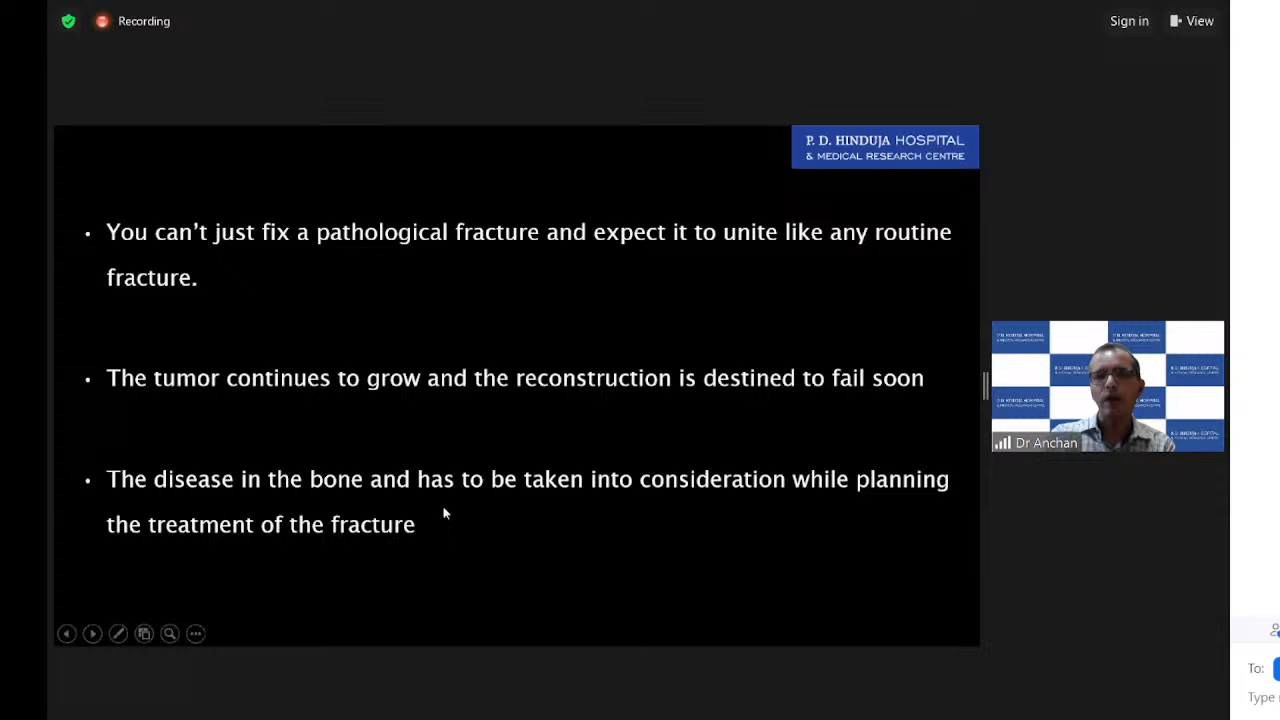 Recording
Sign in
View
P. D. HINDUJA HOSPITAL
& MEDICAL RESEARCH CENTRE
• You can’t just fix a pathological fracture and expect it to unite like any routine
fracture.
• The tumor continues to grow and the reconstruction is destined to fail soon
• The disease in the bone and has to be taken into consideration while planning
the treatment of the fracture
Dr Anchan
To:
Type